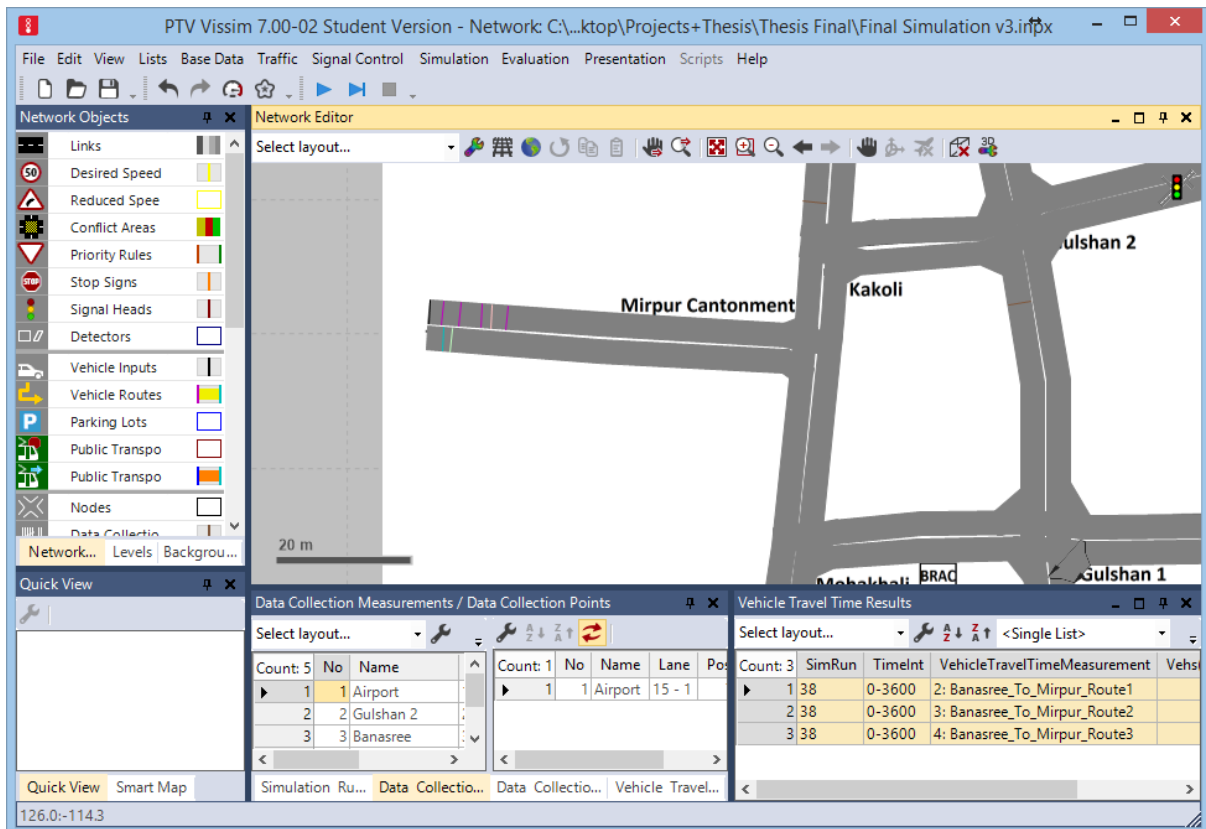 PTV Vissim 7.00-02 Student Version - Network: C:\...ktop\Projects+Thesis\Thesis Final\Final Simulation v3.inpx
File Edit View Lists Base Data Traffic Signal Control Simulation Evaluation Presentation Scripts Help
Network Objects
Links
50 Desired Speed
Reduced Spee
Conflict Areas
Priority Rules
STOP Stop Signs
Signal Heads
Detectors
Vehicle Inputs
Vehicle Routes
P Parking Lots
Public Transpo
Public Transpo
Nodes
Data Collectio
Network... Levels Backgrou...
Network Editor
Select layout... 3D
ulshan 2
Kakoli
Mirpur Cantonment
20 m
Mohakhali BRAC
Gulshan 1
Quick View
Quick View Smart Map
Data Collection Measurements / Data Collection Points
Select layout...
Count: 5 No Name
1 1 Airport
2 2 Gulshan 2
3 3 Banasree
Count: 1 No Name Lane Pos
1 1 Airport 15 - 1
Simulation Ru... Data Collectio... Data Collectio... Vehicle Travel...
Vehicle Travel Time Results
Select layout... <Single List>
Count: 3 SimRun TimeInt VehicleTravelTimeMeasurement Vehs(
1 38 0-3600 2: Banasree_To_Mirpur_Route1
2 38 0-3600 3: Banasree_To_Mirpur_Route2
3 38 0-3600 4: Banasree_To_Mirpur_Route3
126.0:-114.3